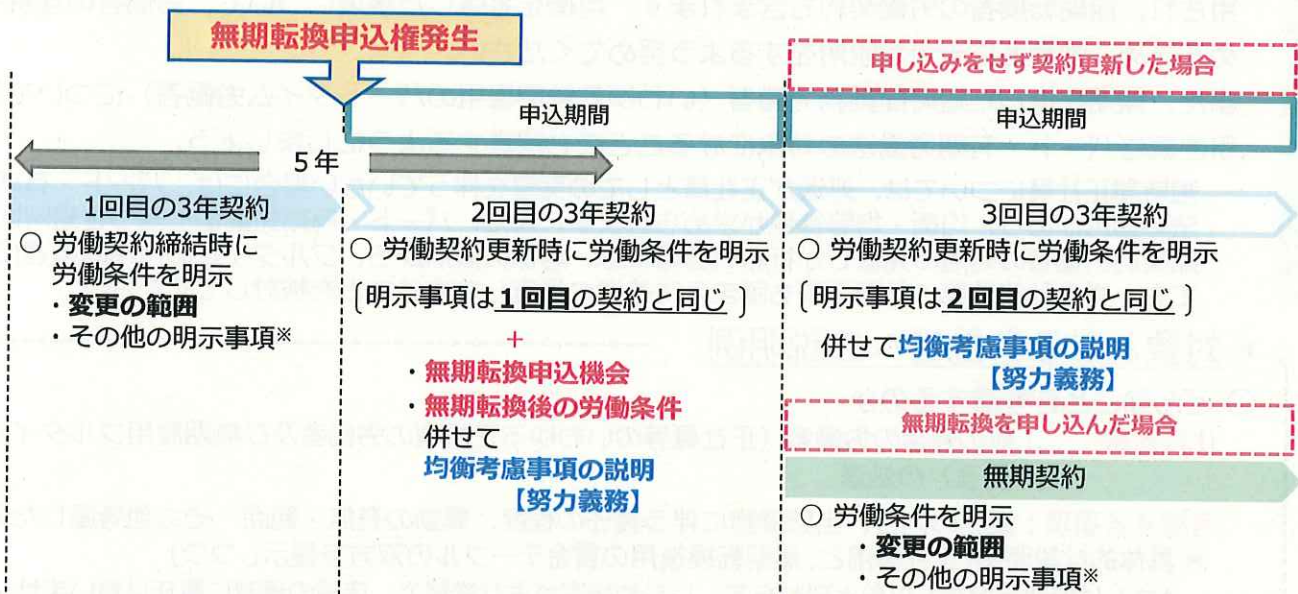 無期転換申込権発生
申し込みをせず契約更新した場合
申込期間
申込期間
5年
1回目の3年契約
○ 労働契約締結時に
労働条件を明示
・変更の範囲
・その他の明示事項※
2回目の3年契約
○ 労働契約更新時に労働条件を明示
〔明示事項は1回目の契約と同じ〕
+
・無期転換申込機会
・無期転換後の労働条件
併せて
均衡考慮事項の説明
【努力義務】
3回目の3年契約
○ 労働契約更新時に労働条件を明示
〔明示事項は2回目の契約と同じ〕
併せて均衡考慮事項の説明
【努力義務】
無期転換を申し込んだ場合
無期契約
○ 労働条件を明示
・変更の範囲
・その他の明示事項※